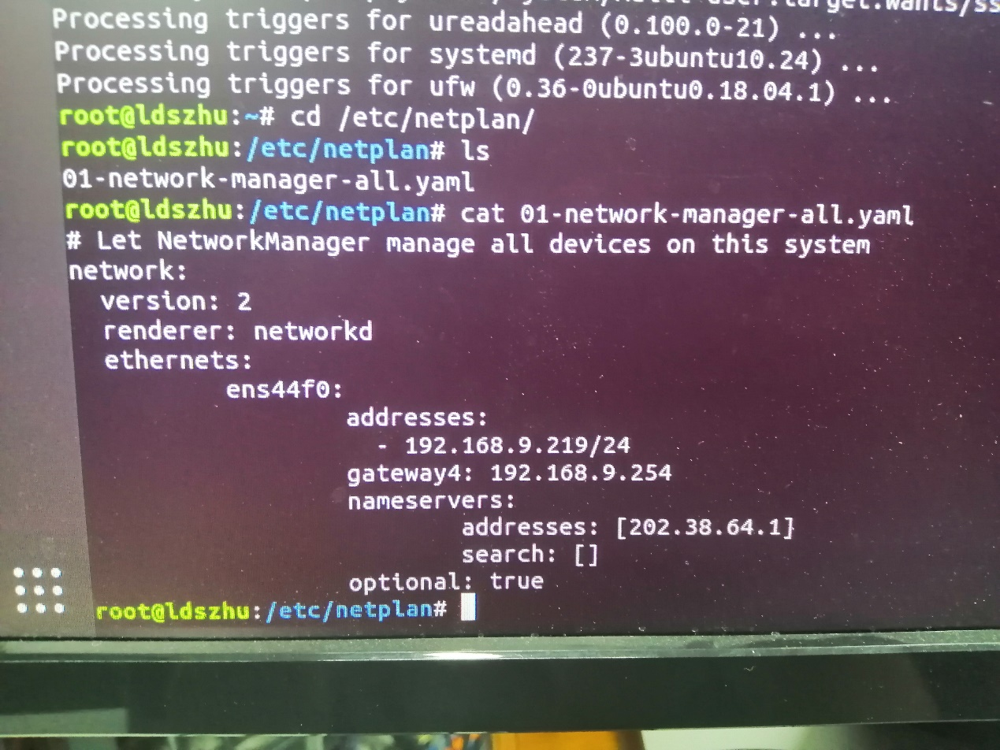 Processing triggers for ureadahead (0.100.0-21) ...
Processing triggers for systemd (237-3ubuntu10.24) ...
Processing triggers for ufw (0.36-0ubuntu0.18.04.1) ...
root@ldszhu:~# cd /etc/netplan/
root@ldszhu:/etc/netplan# ls
01-network-manager-all.yaml
root@ldszhu:/etc/netplan# cat 01-network-manager-all.yaml
# Let NetworkManager manage all devices on this system
network:
  version: 2
  renderer: networkd
  ethernets:
          ens44f0:
                  addresses:
                    - 192.168.9.219/24
                  gateway4: 192.168.9.254
                  nameservers:
                          addresses: [202.38.64.1]
                          search: []
                  optional: true
root@ldszhu:/etc/netplan#